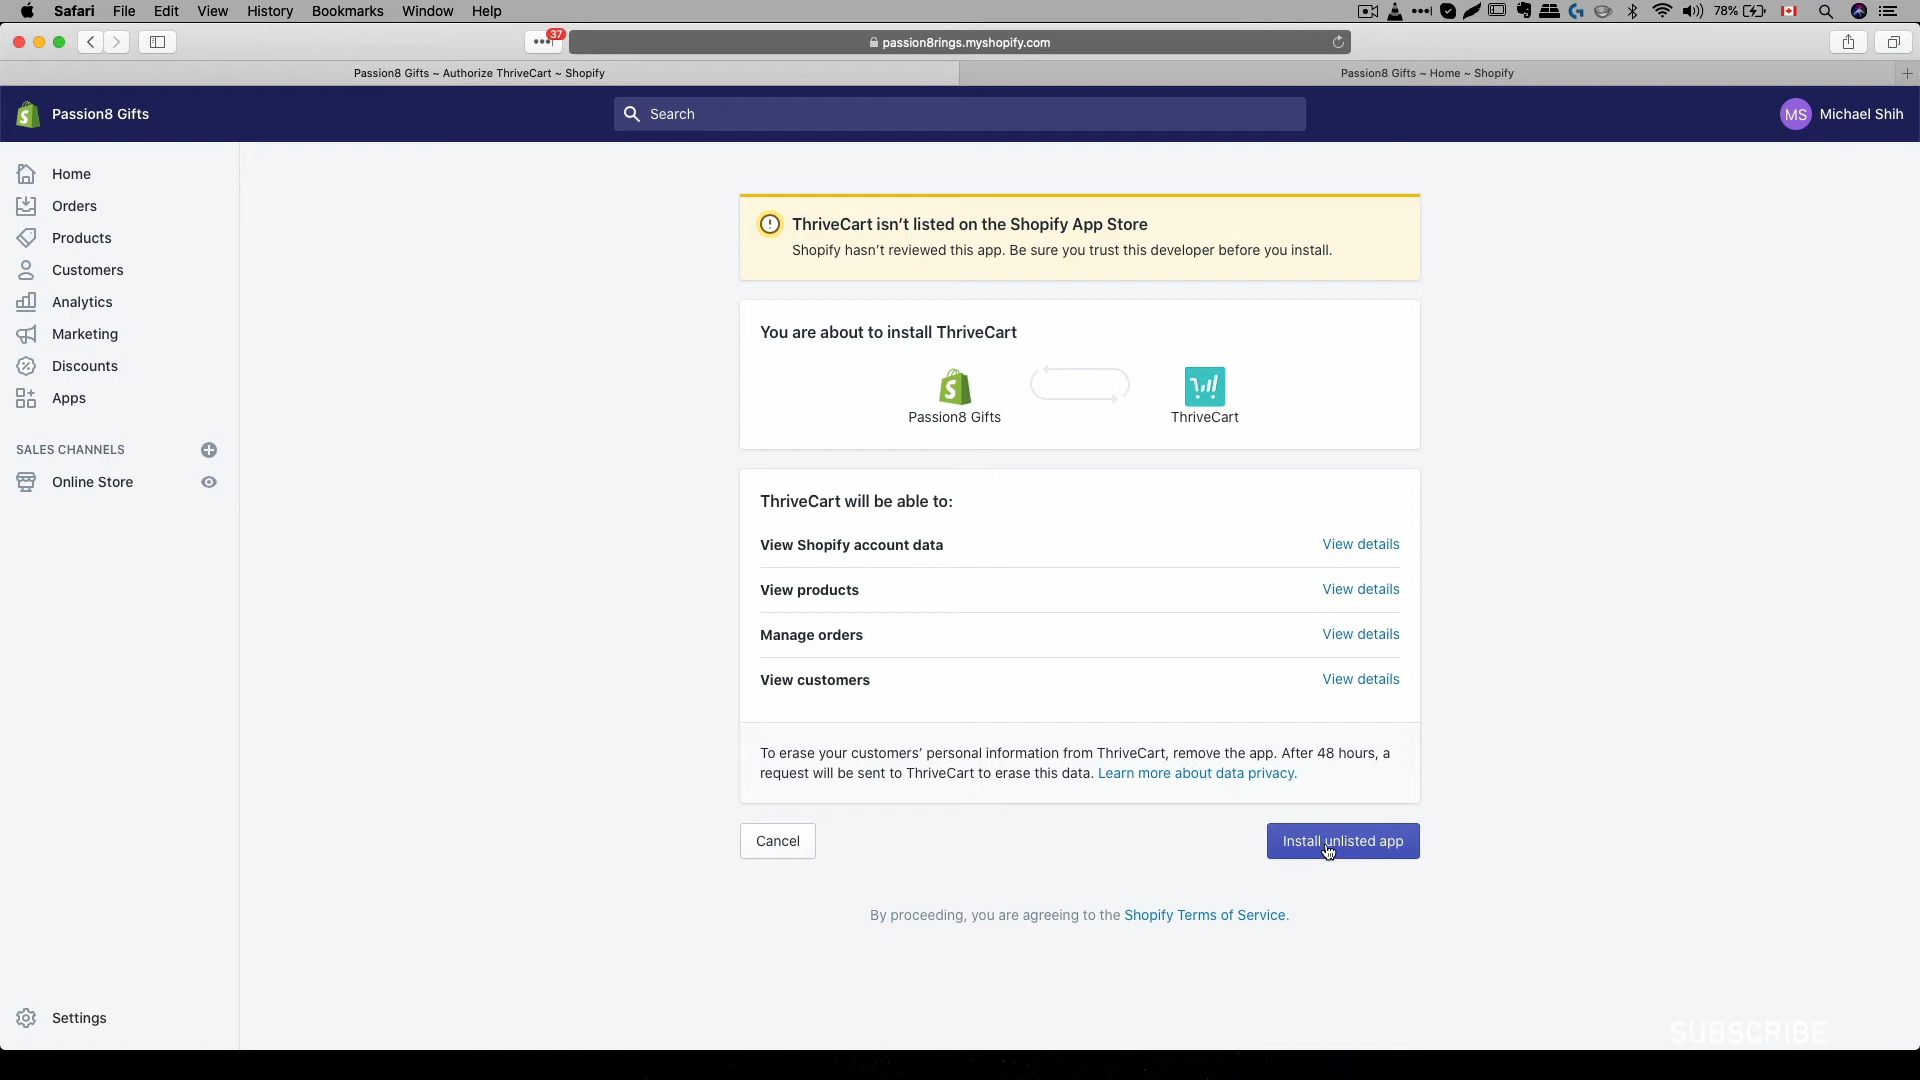 Safari File Edit View History Bookmarks Window Help 78%
37
passion8rings.myshopify.com
Passion8 Gifts ~ Authorize ThriveCart ~ Shopify
Passion8 Gifts ~ Home ~ Shopify
Passion8 Gifts
Search
MS Michael Shih
Home
Orders
Products
Customers
Analytics
Marketing
Discounts
Apps
SALES CHANNELS
Online Store
Settings
ThriveCart isn’t listed on the Shopify App Store
Shopify hasn’t reviewed this app. Be sure you trust this developer before you install.
You are about to install ThriveCart
Passion8 Gifts
ThriveCart
ThriveCart will be able to:
View Shopify account data View details
View products View details
Manage orders View details
View customers View details
To erase your customers’ personal information from ThriveCart, remove the app. After 48 hours, a
request will be sent to ThriveCart to erase this data. Learn more about data privacy.
Cancel
Install unlisted app
By proceeding, you are agreeing to the Shopify Terms of Service.
SUBSCRIBE